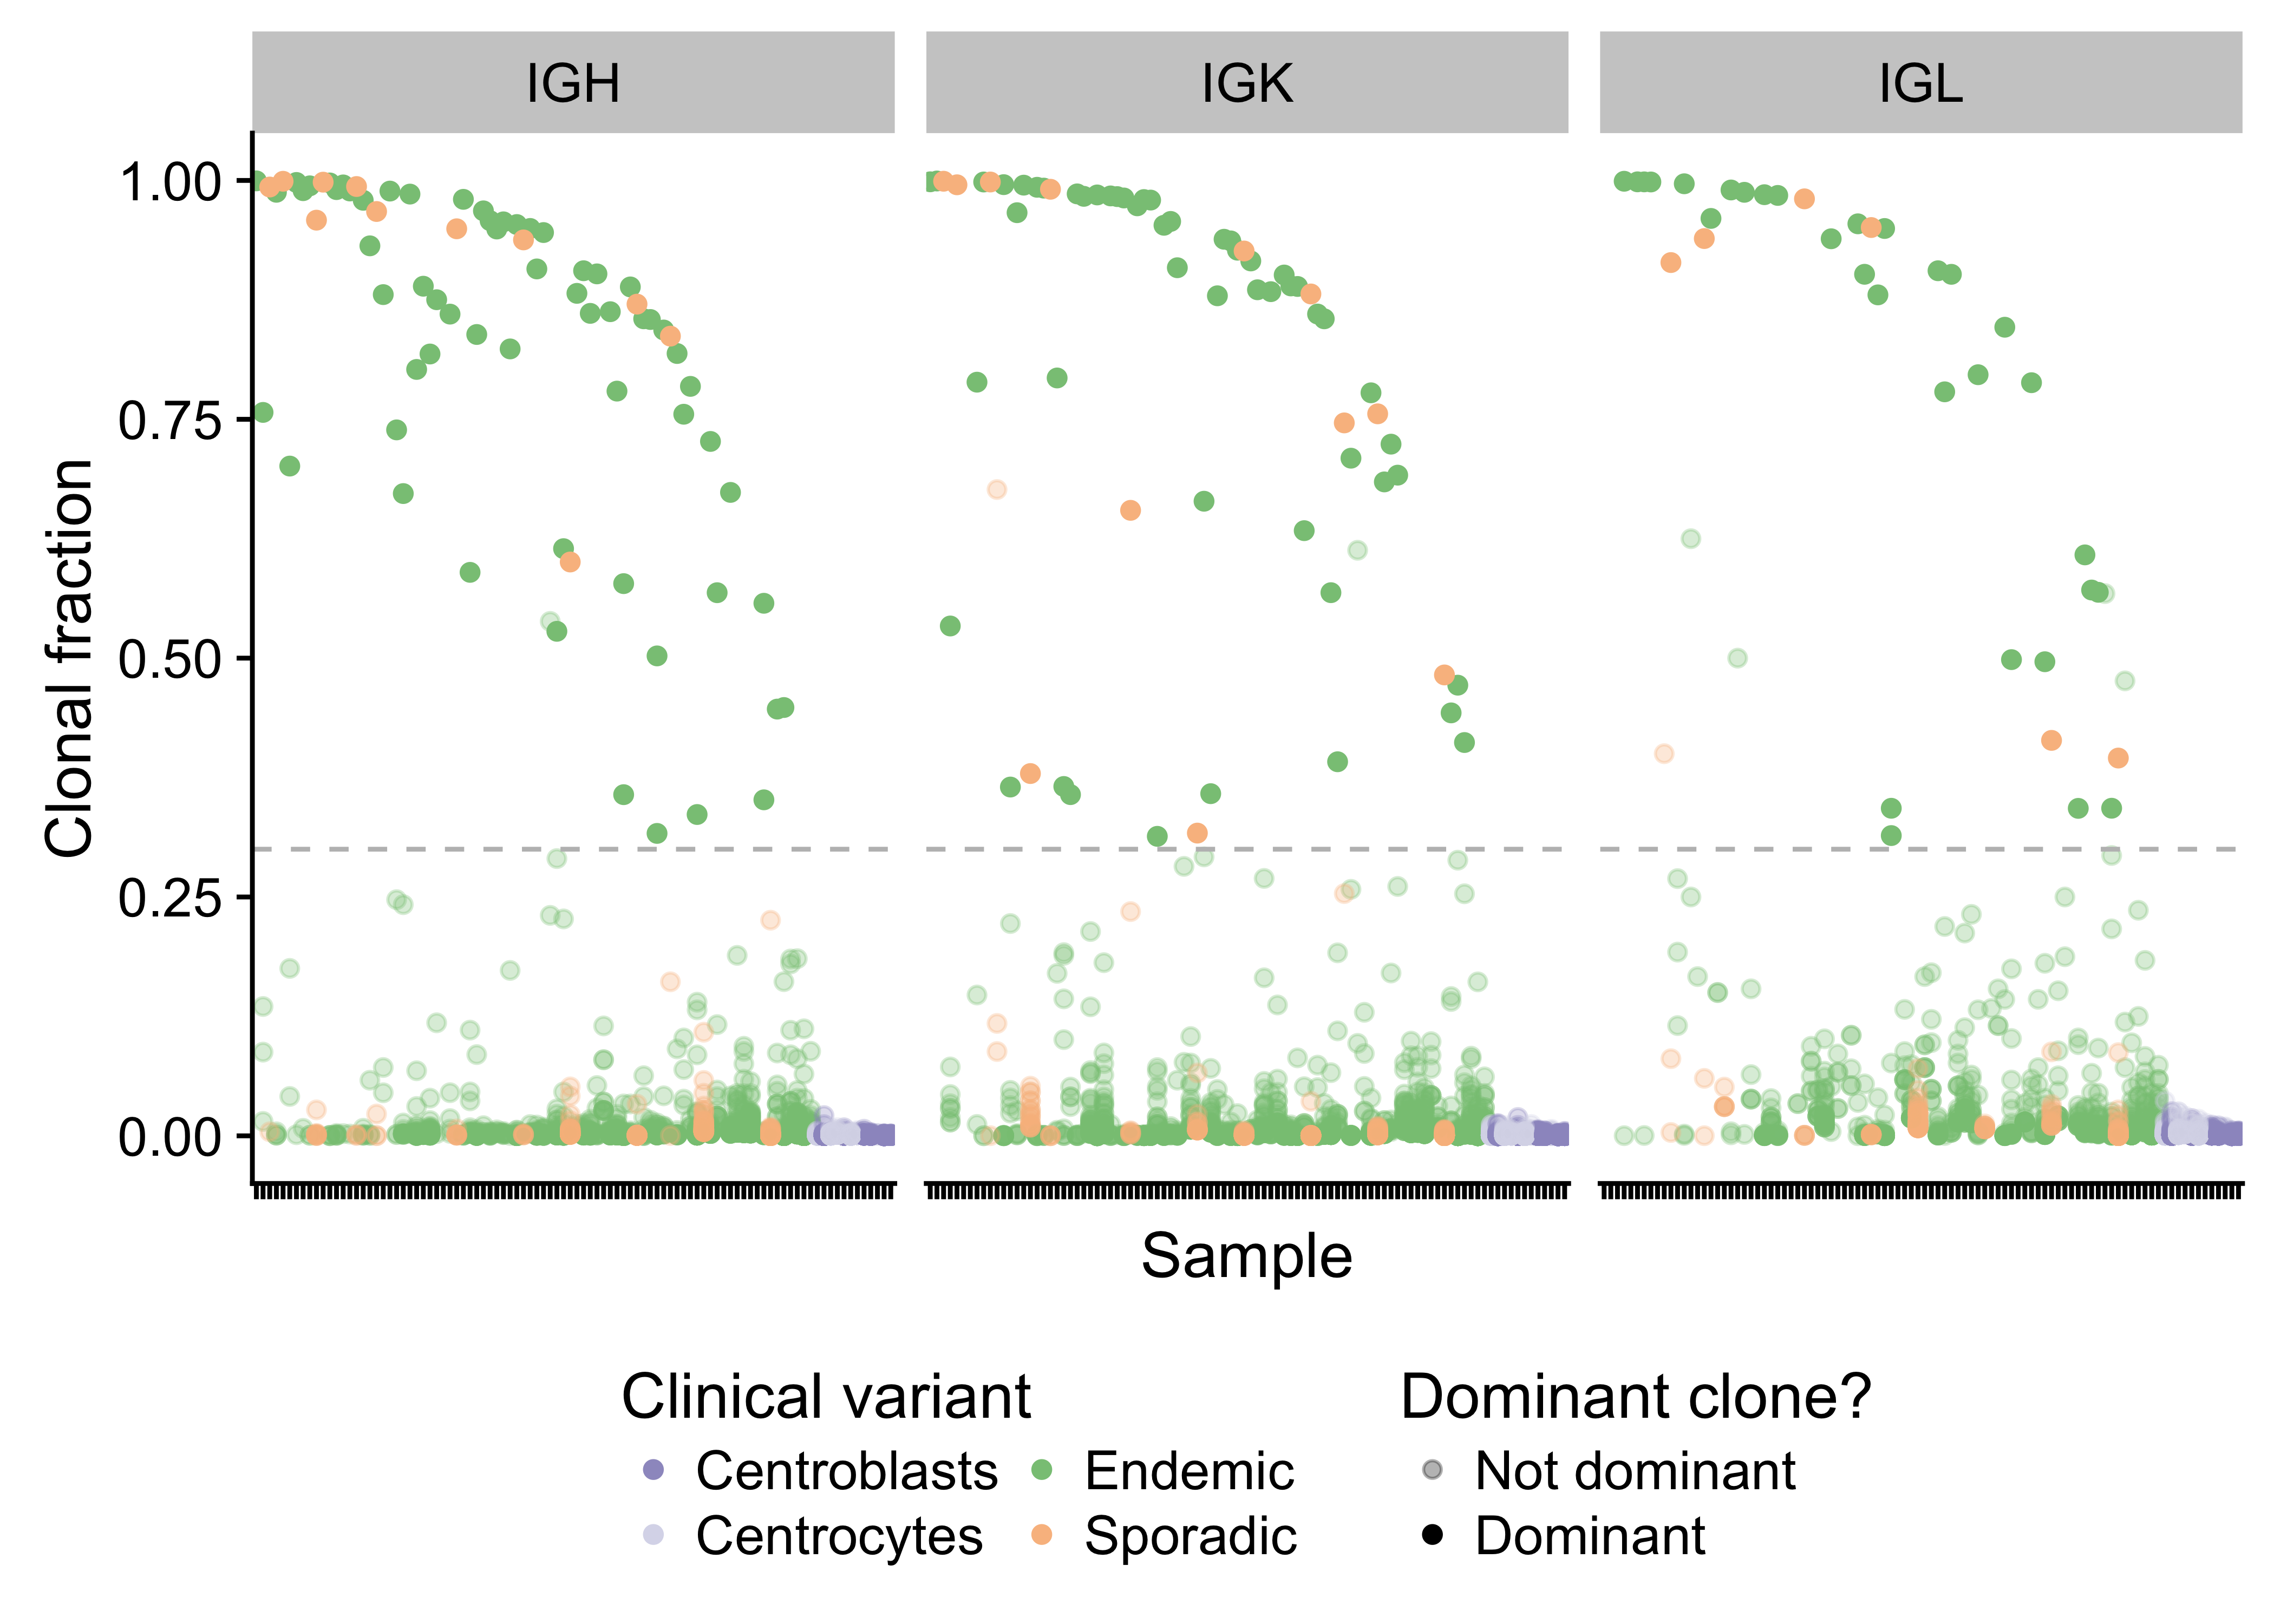 IGH IGK IGL
1.00
0.75
0.50
0.25
0.00
Clonal fraction
Sample
Clinical variant Dominant clone?
Centroblasts Endemic Not dominant
Centrocytes Sporadic Dominant